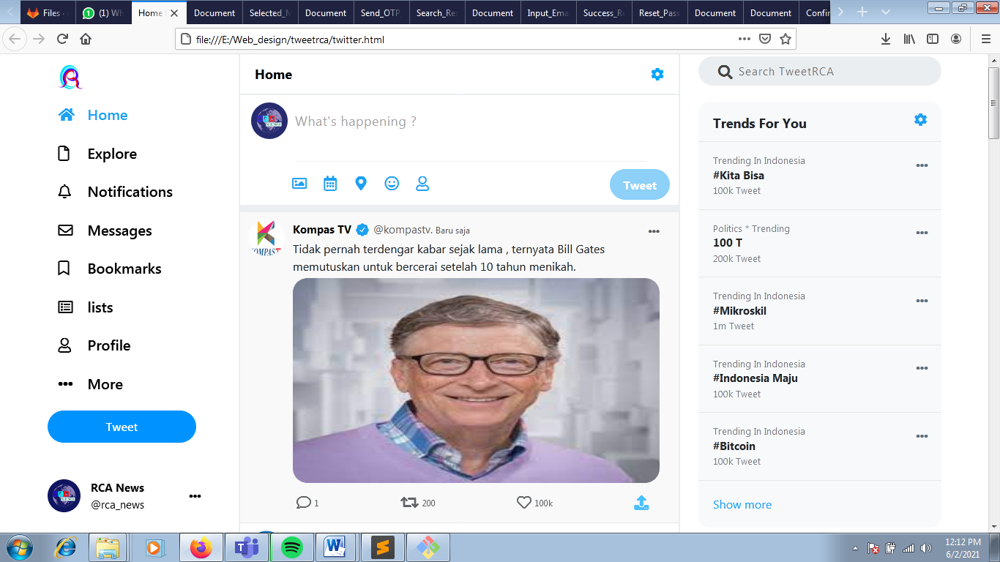 Files -
(1) Wh
Home
Document
Selected_M
Document
Send_OTP
Search_Re
Document
Input_Ema
Success_R
Reset_Pass
Document
Document
Confir
file:///E:/Web_design/tweetrca/twitter.html
Home
Explore
Notifications
Messages
Bookmarks
lists
Profile
More
Tweet
RCA News
@rca_news
Home
What's happening ?
Tweet
Kompas TV @kompastv. Baru saja
Tidak pernah terdengar kabar sejak lama , ternyata Bill Gates
memutuskan untuk bercerai setelah 10 tahun menikah.
1 200 100k
Search TweetRCA
Trends For You
Trending In Indonesia
#Kita Bisa
100k Tweet
Politics * Trending
100 T
200k Tweet
Trending In Indonesia
#Mikroskil
1m Tweet
Trending In Indonesia
#Indonesia Maju
100k Tweet
Trending In Indonesia
#Bitcoin
100k Tweet
Show more
12:12 PM
6/2/2021